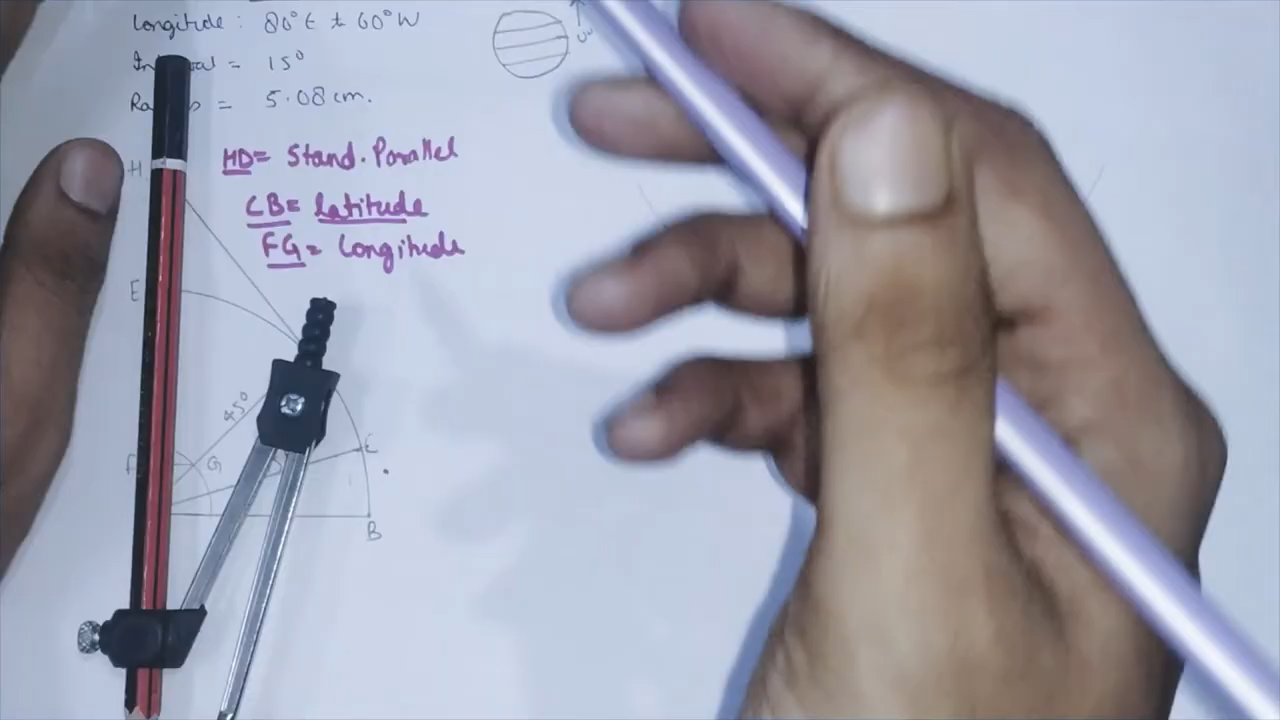 Longitude: 80°E to 60°W
= 15°
= 5.08 cm.
H
HD= Stand. Parallel
CB= latitude
FG= Longitude
E
45°
G
C
B